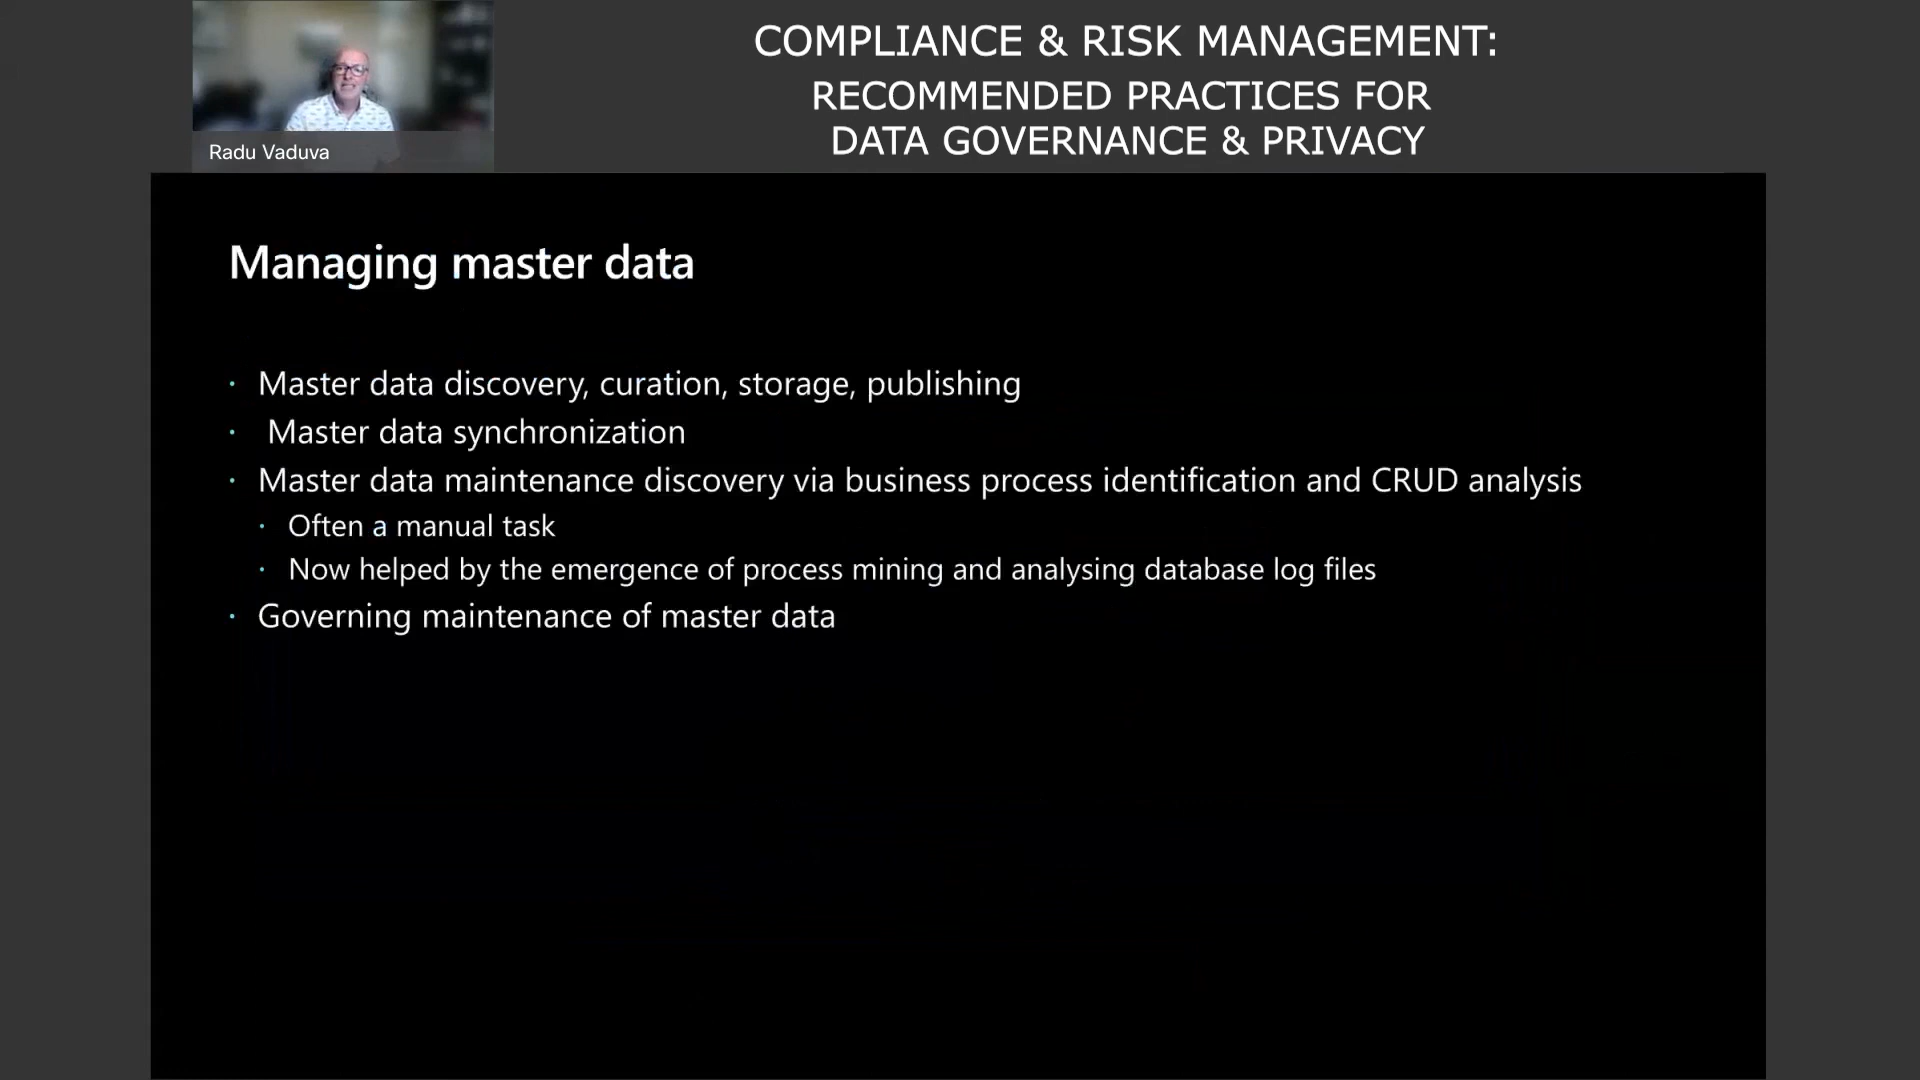 COMPLIANCE & RISK MANAGEMENT:
RECOMMENDED PRACTICES FOR
DATA GOVERNANCE & PRIVACY
Radu Vaduva
Managing master data
· Master data discovery, curation, storage, publishing
· Master data synchronization
· Master data maintenance discovery via business process identification and CRUD analysis
· Often a manual task
· Now helped by the emergence of process mining and analysing database log files
· Governing maintenance of master data